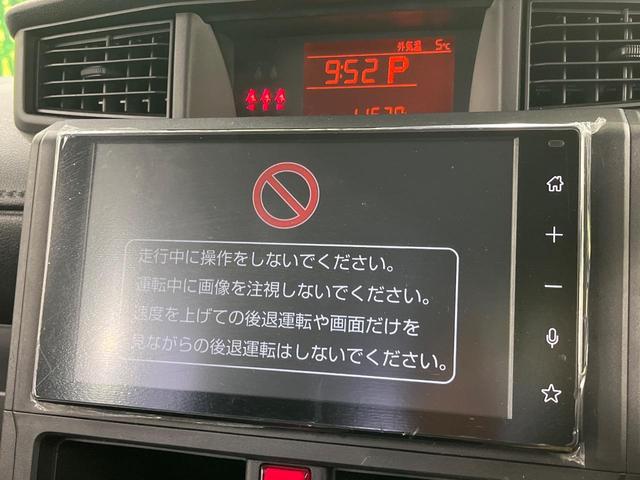 外気温 5℃
9:52 P
走行中に操作をしないでください。
運転中に画像を注視しないでください。
速度を上げての後退運転や画面だけを
見ながらの後退運転はしないでください。